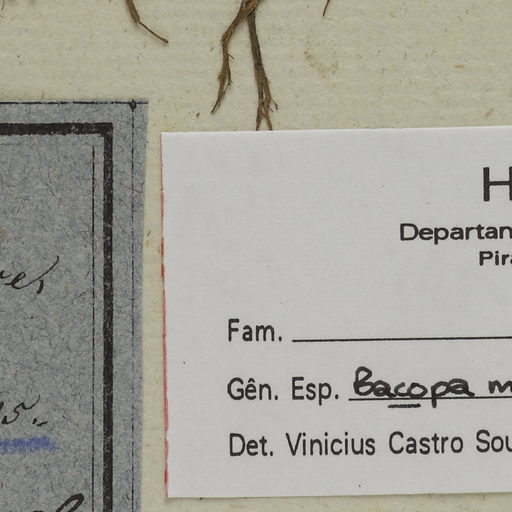 H
Departan
Pira
Fam.
Gên. Esp. Bacopa m
Det. Vinicius Castro Sou